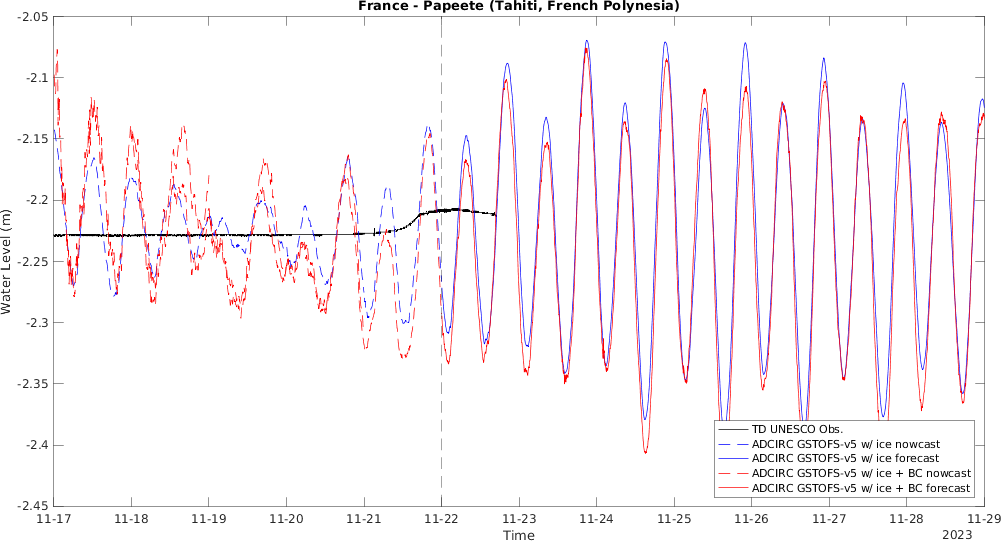 France - Papeete (Tahiti, French Polynesia)
Water Level (m)
-2.05
-2.1
-2.15
-2.2
-2.25
-2.3
-2.35
-2.4
-2.45
TD UNESCO Obs.
ADCIRC GSTOFS-v5 w/ ice nowcast
ADCIRC GSTOFS-v5 w/ ice forecast
ADCIRC GSTOFS-v5 w/ ice + BC nowcast
ADCIRC GSTOFS-v5 w/ ice + BC forecast
11-17 11-18 11-19 11-20 11-21 11-22 11-23 11-24 11-25 11-26 11-27 11-28 11-29
Time
2023